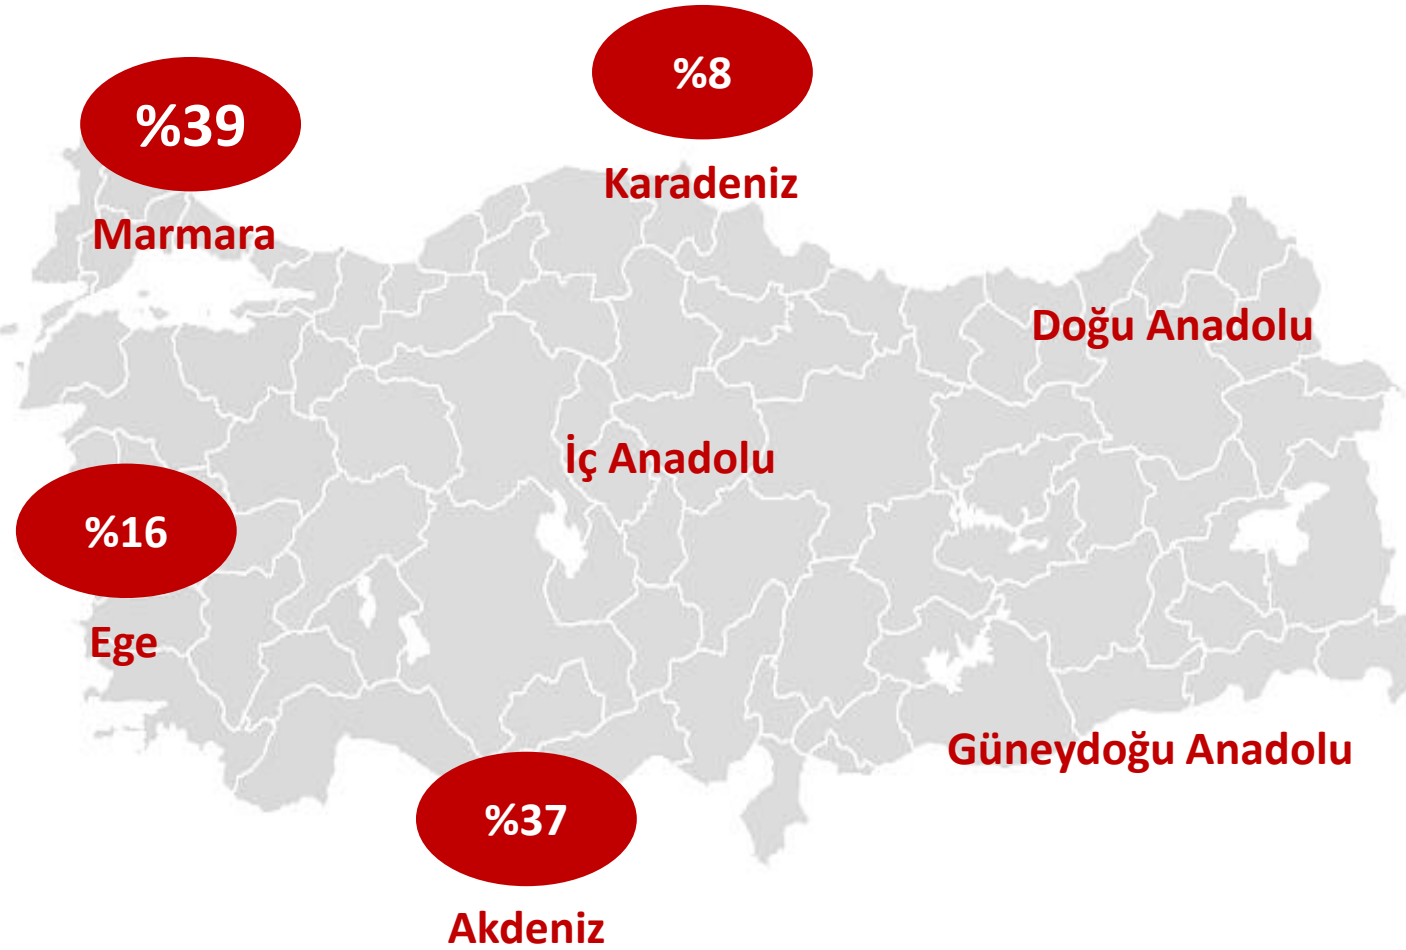 %8
%39
Karadeniz
Marmara
Doğu Anadolu
İç Anadolu
%16
Ege
Güneydoğu Anadolu
%37
Akdeniz